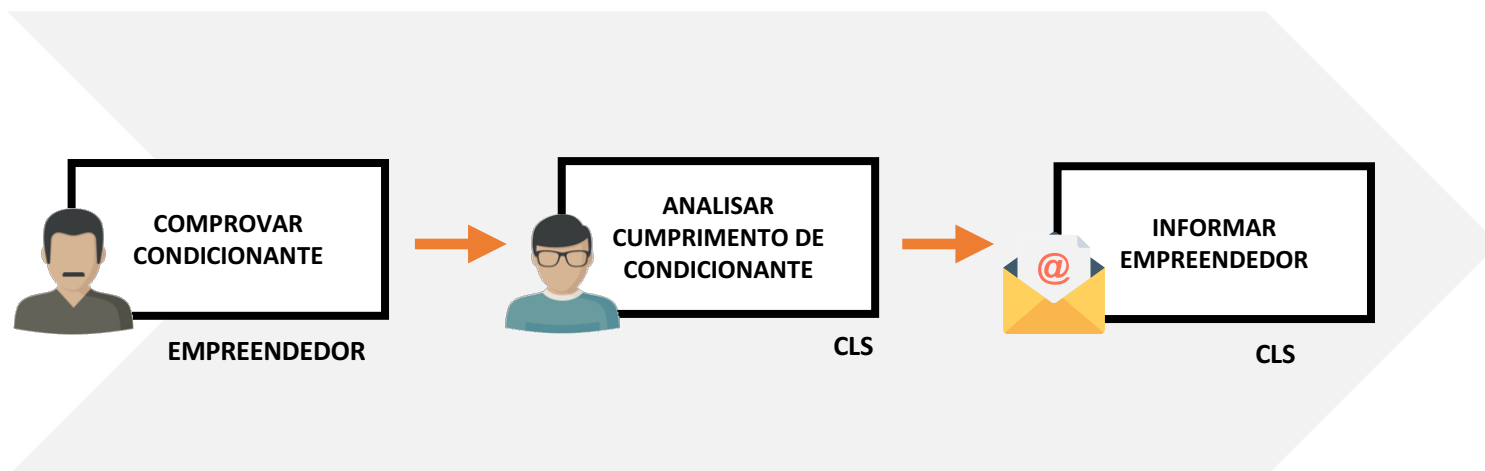 COMPROVAR
CONDICIONANTE
EMPREENDEDOR
ANALISAR
CUMPRIMENTO DE
CONDICIONANTE
CLS
@
INFORMAR
EMPREENDEDOR
CLS